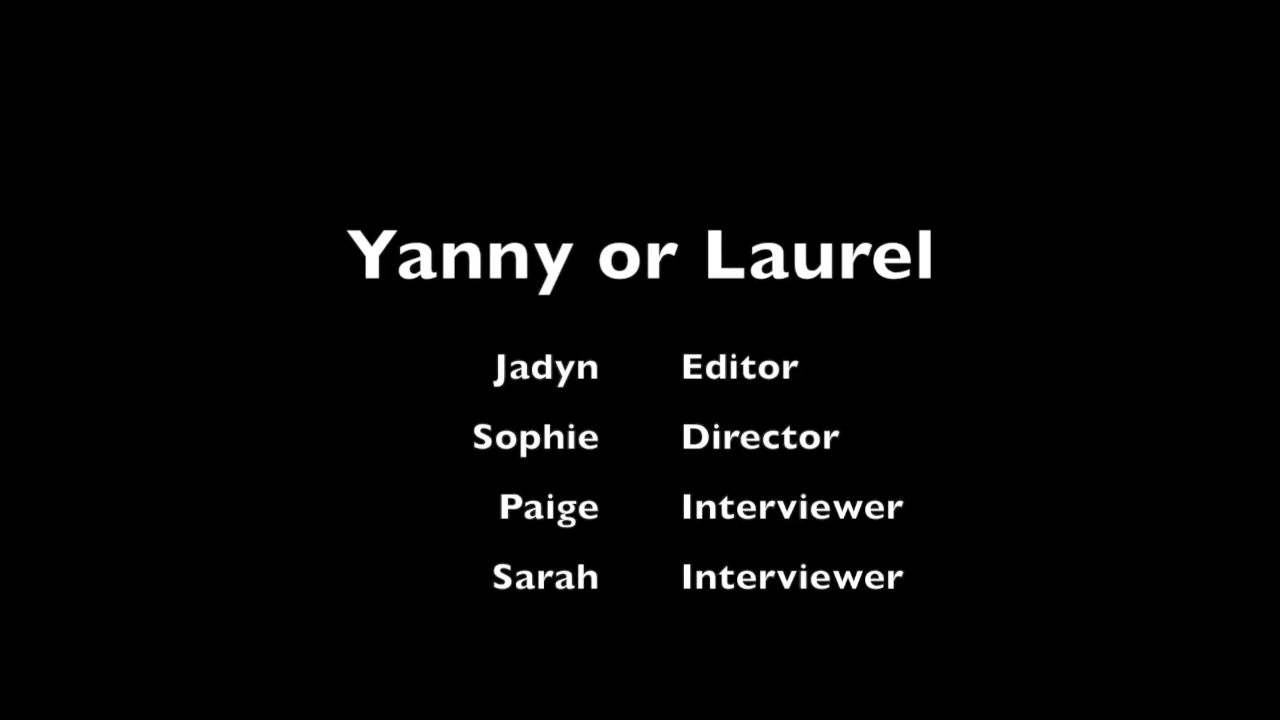 Yanny or Laurel
Jadyn Editor
Sophie Director
Paige Interviewer
Sarah Interviewer